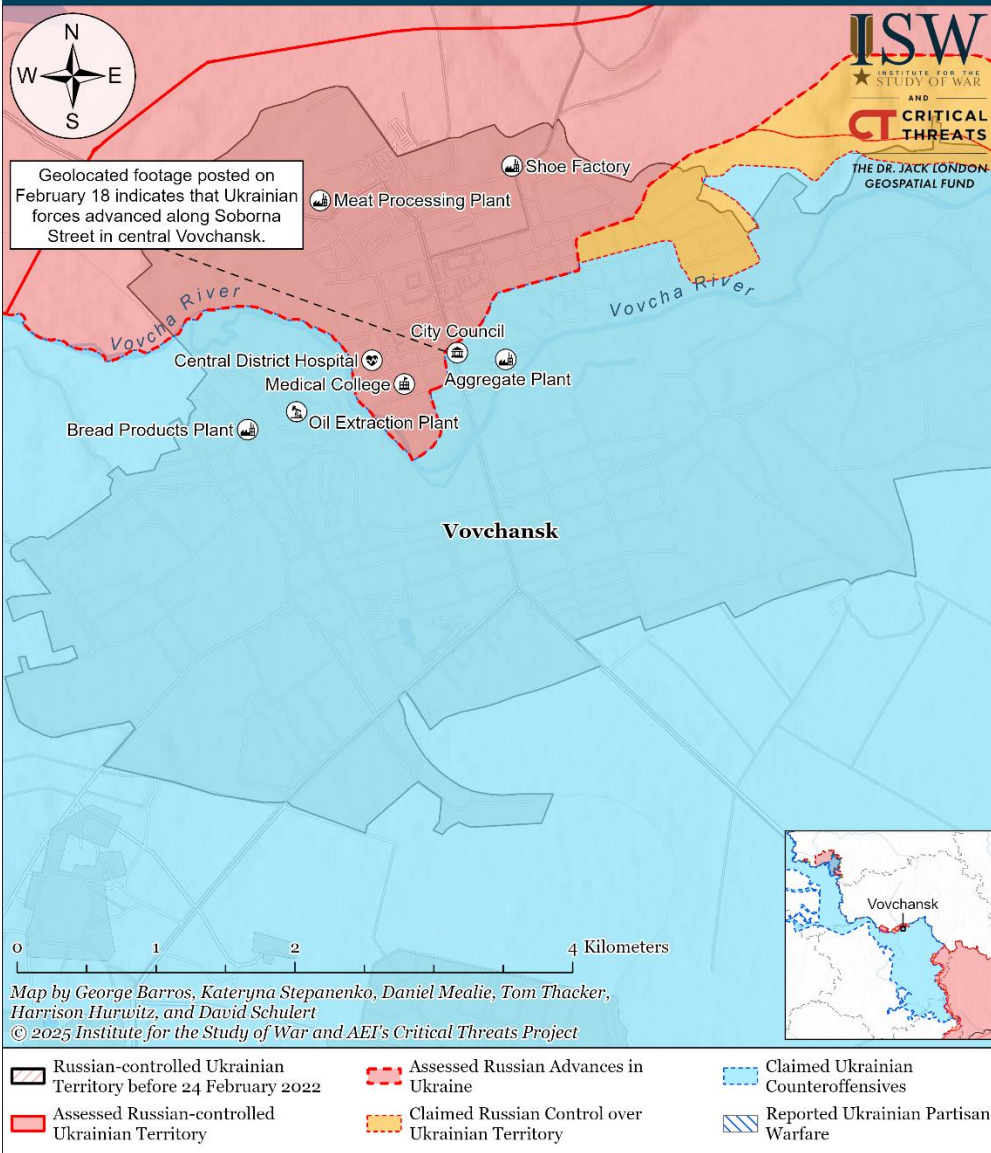 N
W
E
S
ISW
INSTITUTE FOR THE
STUDY OF WAR
AND
CT CRITICAL
THREATS
THE DR. JACK LONDON
GEOSPATIAL FUND
Geolocated footage posted on
February 18 indicates that Ukrainian
forces advanced along Soborna
Street in central Vovchansk.
Shoe Factory
Meat Processing Plant
Vovcha River
Vovcha River
City Council
Central District Hospital
Aggregate Plant
Medical College
Oil Extraction Plant
Bread Products Plant
Vovchansk
Vovchansk
0 1 2 4 Kilometers
Map by George Barros, Kateryna Stepanenko, Daniel Mealie, Tom Thacker,
Harrison Hurwitz, and David Schulert
© 2025 Institute for the Study of War and AEI's Critical Threats Project
Russian-controlled Ukrainian
Territory before 24 February 2022
Assessed Russian-controlled
Ukrainian Territory
Assessed Russian Advances in
Ukraine
Claimed Russian Control over
Ukrainian Territory
Claimed Ukrainian
Counteroffensives
Reported Ukrainian Partisan
Warfare